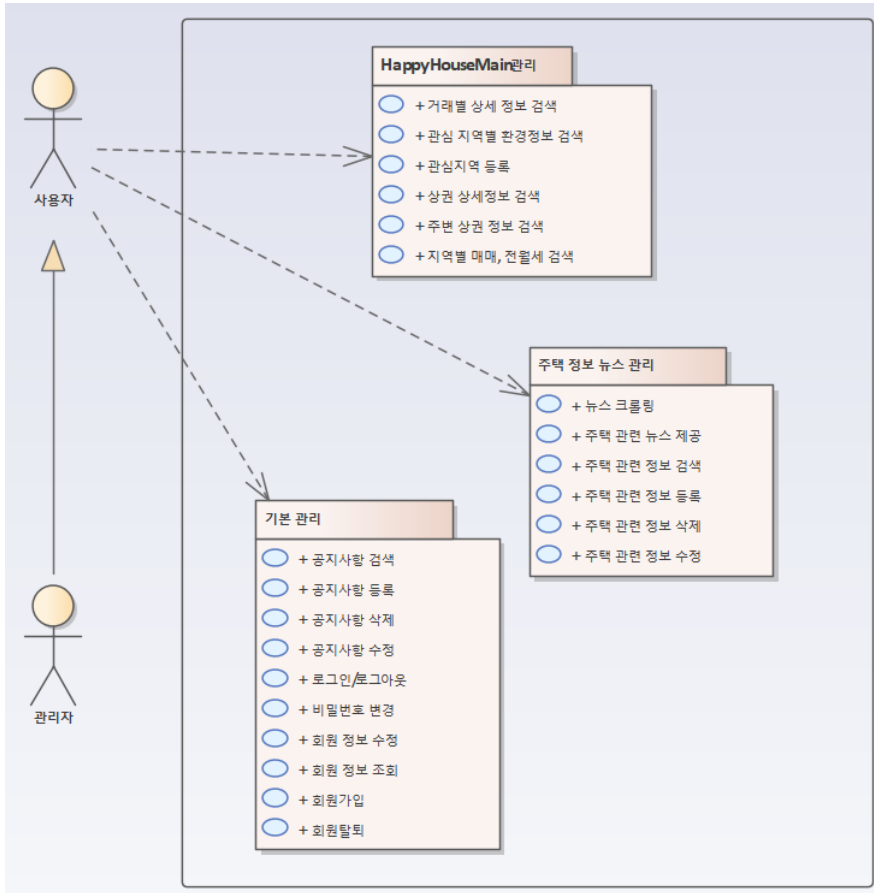 HappyHouseMain관리
+ 거래별 상세 정보 검색
+ 관심 지역별 환경정보 검색
+ 관심지역 등록
+ 상권 상세정보 검색
+ 주변 상권 정보 검색
+ 지역별 매매, 전월세 검색
사용자
주택 정보 뉴스 관리
+ 뉴스 크롤링
+ 주택 관련 뉴스 제공
+ 주택 관련 정보 검색
+ 주택 관련 정보 등록
+ 주택 관련 정보 삭제
+ 주택 관련 정보 수정
기본 관리
+ 공지사항 검색
+ 공지사항 등록
+ 공지사항 삭제
+ 공지사항 수정
+ 로그인/로그아웃
+ 비밀번호 변경
+ 회원 정보 수정
+ 회원 정보 조회
+ 회원가입
+ 회원탈퇴
관리자